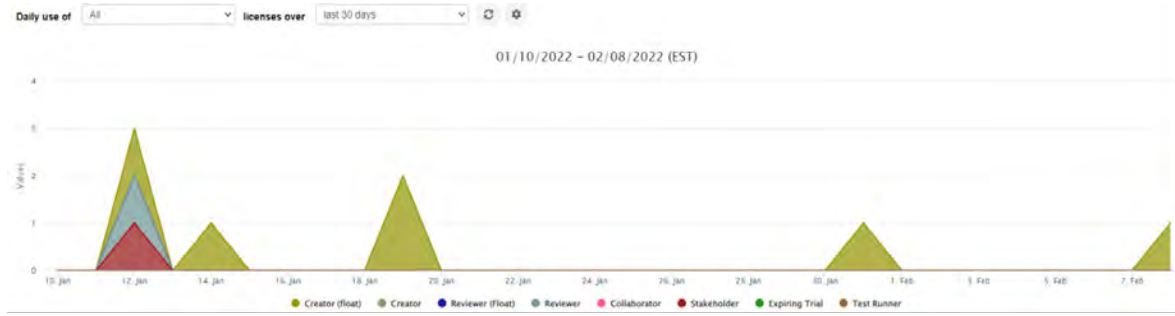 Daily use of All licenses over last 30 days
01/10/2022 - 02/08/2022 (EST)
4
3
2
1
0
Values
10. Jan 12. Jan 14. Jan 16. Jan 18. Jan 20. Jan 22. Jan 24. Jan 26. Jan 28. Jan 30. Jan 1. Feb 3. Feb 5. Feb 7. Feb
Creator (float) Creator Reviewer (Float) Reviewer Collaborator Stakeholder Expiring Trial Test Runner